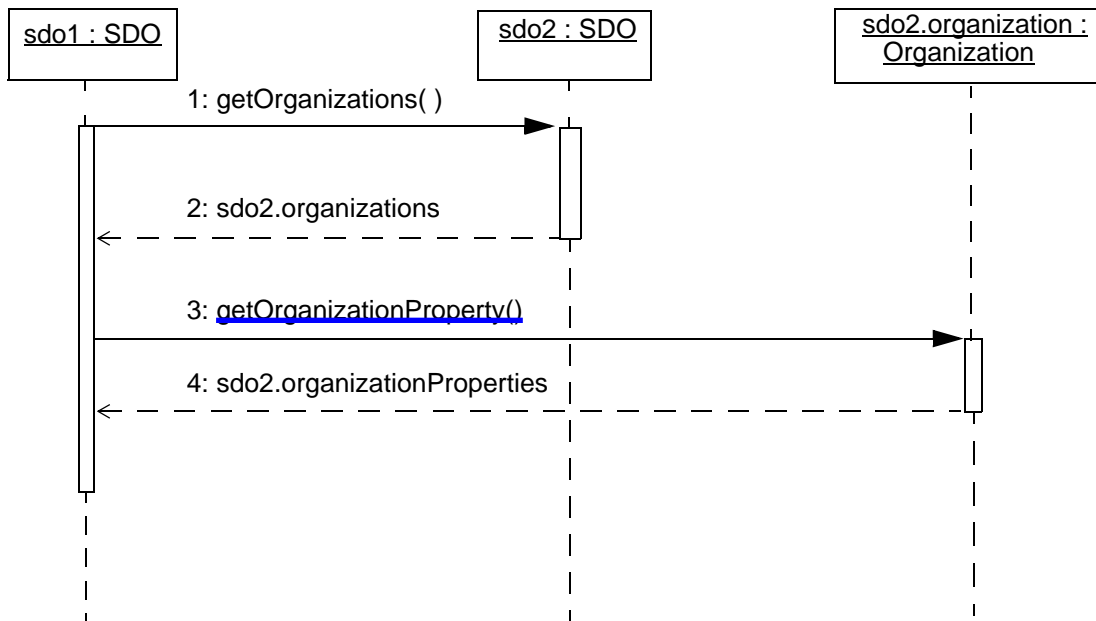 sdo1 : SDO
sdo2 : SDO
sdo2.organization :
Organization
1: getOrganizations( )
2: sdo2.organizations
3: getOrganizationProperty()
4: sdo2.organizationProperties